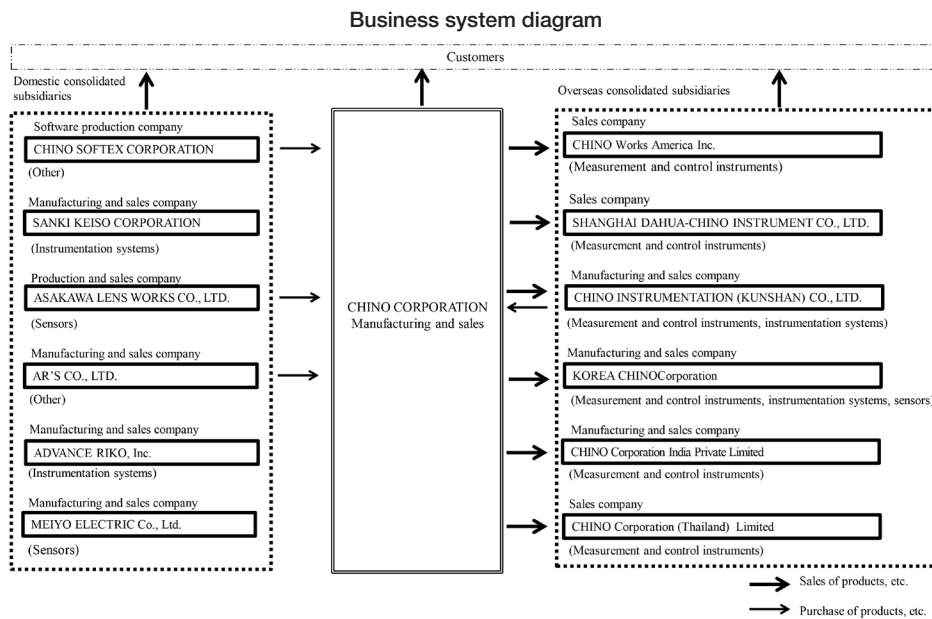 Business system diagram
Customers
Domestic consolidated
subsidiaries
Software production company
CHINO SOFTEX CORPORATION
(Other)
Manufacturing and sales company
SANKI KEISO CORPORATION
(Instrumentation systems)
Production and sales company
ASAKAWA LENS WORKS CO., LTD.
(Sensors)
Manufacturing and sales company
AR'S CO., LTD.
(Other)
Manufacturing and sales company
ADVANCE RIKO, Inc.
(Instrumentation systems)
Manufacturing and sales company
MEIYO ELECTRIC Co., Ltd.
(Sensors)
CHINO CORPORATION
Manufacturing and sales
Overseas consolidated subsidiaries
Sales company
CHINO Works America Inc.
(Measurement and control instruments)
Sales company
SHANGHAI DAHUA-CHINO INSTRUMENT CO., LTD.
(Measurement and control instruments)
Manufacturing and sales company
CHINO INSTRUMENTATION (KUNSHAN) CO., LTD.
(Measurement and control instruments, instrumentation systems)
Manufacturing and sales company
KOREA CHINOCorporation
(Measurement and control instruments, instrumentation systems, sensors)
Manufacturing and sales company
CHINO Corporation India Private Limited
(Measurement and control instruments)
Sales company
CHINO Corporation (Thailand) Limited
(Measurement and control instruments)
Sales of products, etc.
Purchase of products, etc.